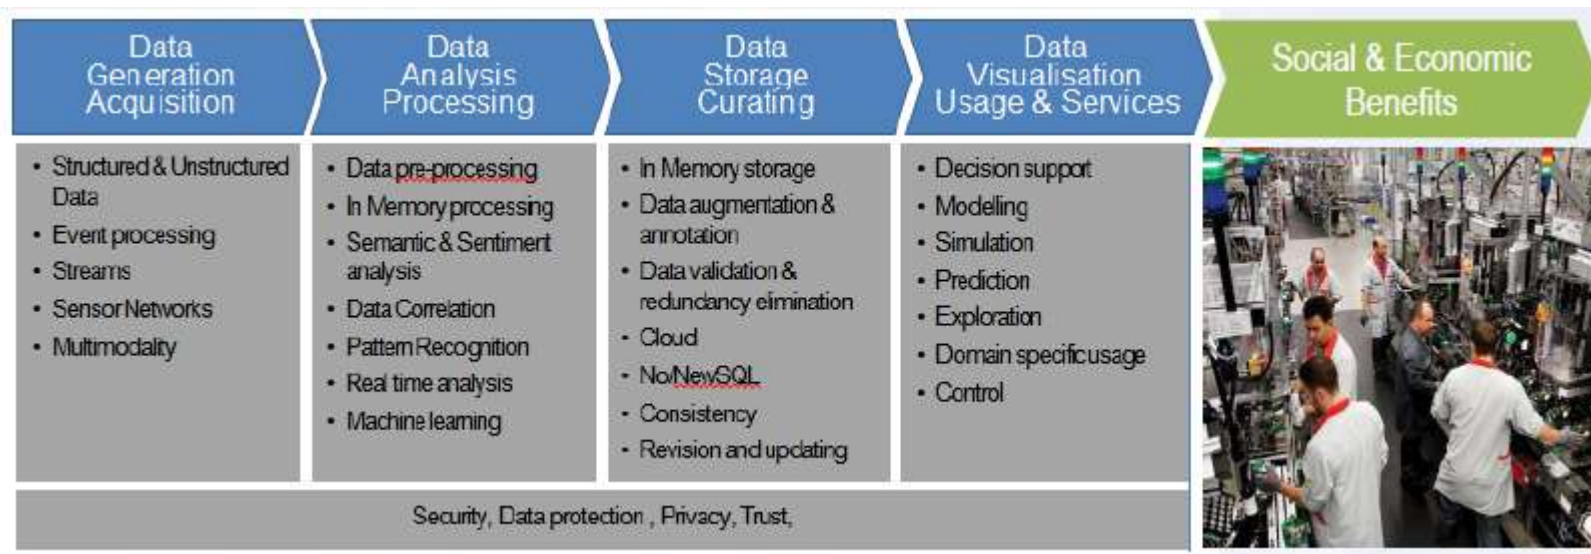 Data
Generation
Acquisition
Data
Analysis
Processing
Data
Storage
Curating
Data
Visualisation
Usage & Services
Social & Economic
Benefits
• Structured & Unstructured
Data
• Event processing
• Streams
• Sensor Networks
• Multimodality
• Data pre-processing
• In Memory processing
• Semantic & Sentiment
analysis
• Data Correlation
• Pattern Recognition
• Real time analysis
• Machine learning
• In Memory storage
• Data augmentation &
annotation
• Data validation &
redundancy elimination
• Cloud
• No/NewSQL
• Consistency
• Revision and updating
• Decision support
• Modelling
• Simulation
• Prediction
• Exploration
• Domain specific usage
• Control
Security, Data protection , Privacy, Trust,